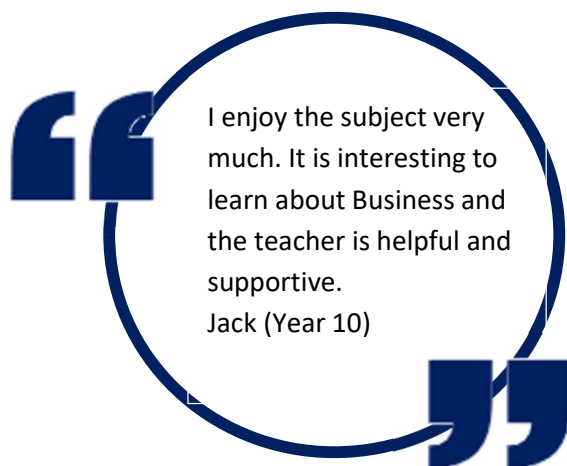 I enjoy the subject very
much. It is interesting to
learn about Business and
the teacher is helpful and
supportive.
Jack (Year 10)